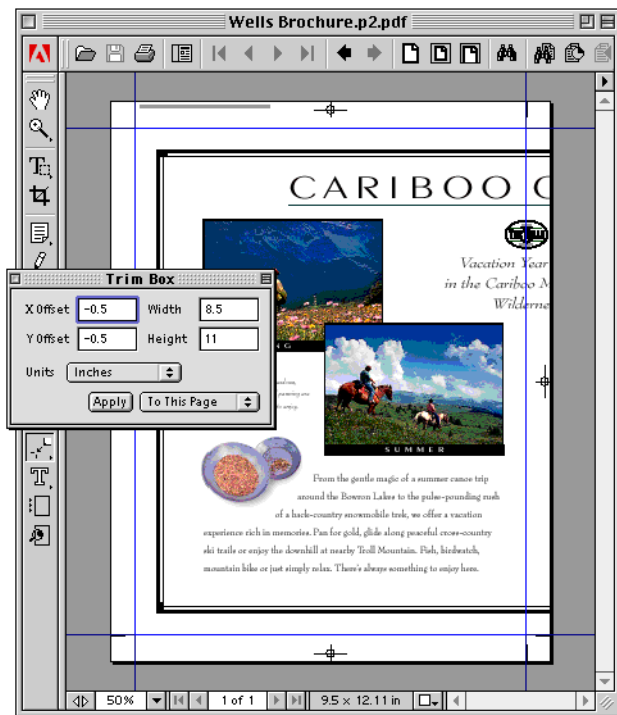 Wells Brochure.p2.pdf
CARIBOO
Vacation Year
in the Cariboo M
Wilderne
Trim Box
X Offset -0.5 Width 8.5
Y Offset -0.5 Height 11
Units Inches
Apply To This Page
to enjoy.
SUMMER
From the gentle magic of a summer canoe trip
around the Bowron Lakes to the pulse-pounding rush
of a back-country snowmobile trek, we offer a vacation
experience rich in memories. Pan for gold, glide along peaceful cross-country
ski trails or enjoy the downhill at nearby Troll Mountain. Fish, birdwatch,
mountain bike or just simply relax. There's always something to enjoy here.
50% 1 of 1 9.5 x 12.11 in